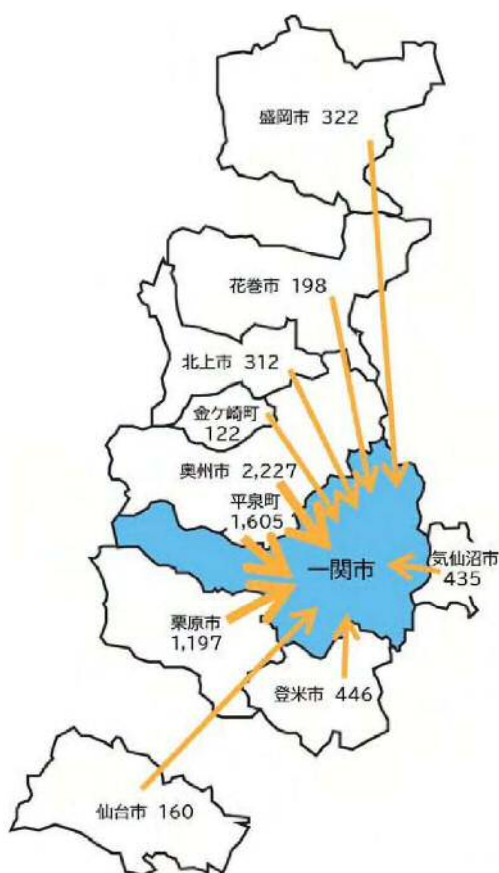 盛岡市 322
花巻市 198
北上市 312
金ケ崎町
122
奥州市 2,227
平泉町
1,605
一関市
気仙沼市
435
栗原市
1,197
登米市 446
仙台市 160